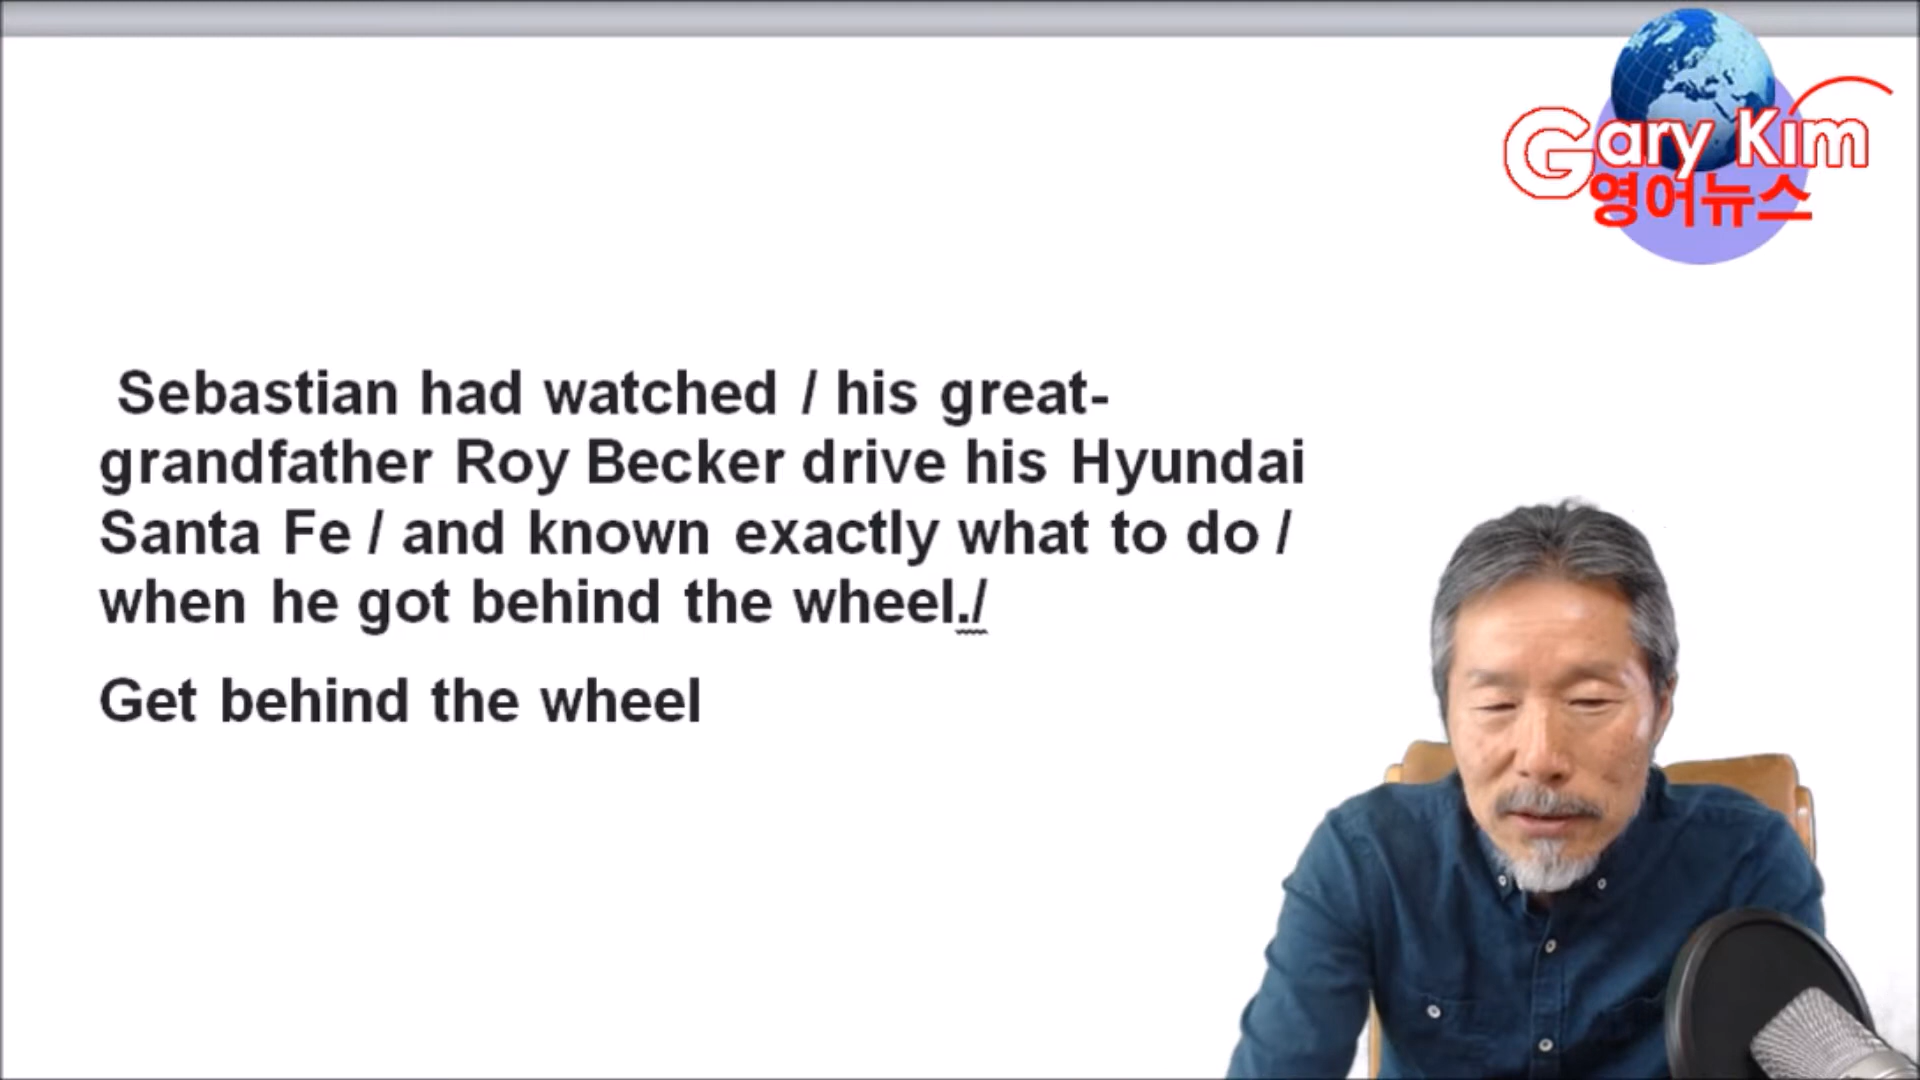 Gary Kim
영어뉴스
Sebastian had watched / his great-
grandfather Roy Becker drive his Hyundai
Santa Fe / and known exactly what to do /
when he got behind the wheel./
Get behind the wheel